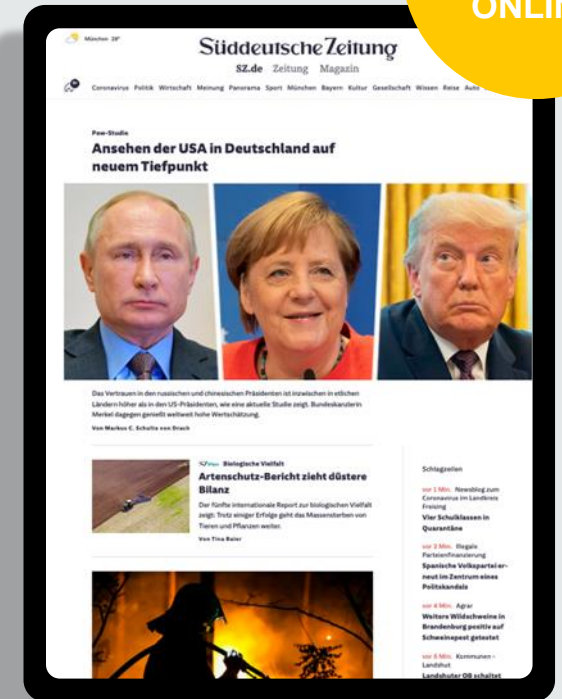 ONLIN
München 28°
Süddeutsche Zeitung
SZ.de Zeitung Magazin
Coronavirus Politik Wirtschaft Meinung Panorama Sport München Bayern Kultur Gesellschaft Wissen Reise Auto
Pew-Studie
Ansehen der USA in Deutschland auf
neuem Tiefpunkt
Das Vertrauen in den russischen und chinesischen Präsidenten ist inzwischen in etlichen
Ländern höher als in den US-Präsidenten, wie eine aktuelle Studie zeigt. Bundeskanzlerin
Merkel dagegen genießt weltweit hohe Wertschätzung.
Von Markus C. Schulte von Drach
SZPlus Biologische Vielfalt
Artenschutz-Bericht zieht düstere
Bilanz
Der fünfte internationale Report zur biologischen Vielfalt
zeigt: Trotz einiger Erfolge geht das Massensterben von
Tieren und Pflanzen weiter.
Von Tina Baier
Schlagzeilen
vor 1 Min. Newsblog zum
Coronavirus im Landkreis
Freising
Vier Schulklassen in
Quarantäne
vor 2 Min. Illegale
Parteienfinanzierung
Spanische Volkspartei er-
neut im Zentrum eines
Politskandals
vor 4 Min. Agrar
Weitere Wildschweine in
Brandenburg positiv auf
Schweinepest getestet
vor 5 Min. Kommunen -
Landshut
Landshuter OB schaltet